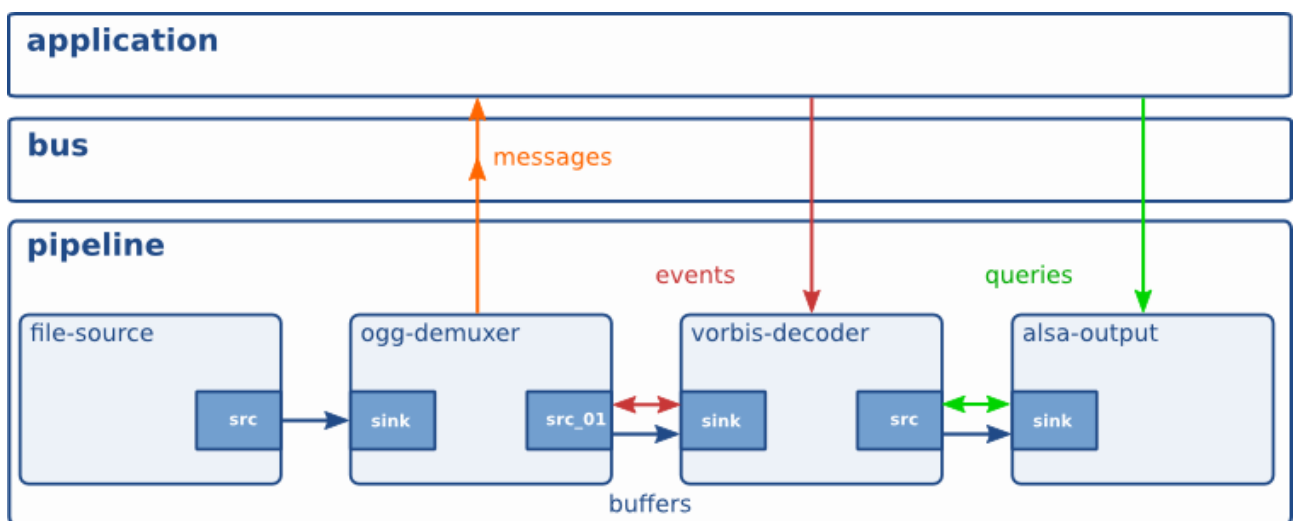 application
bus
messages
pipeline
events
queries
file-source
ogg-demuxer
vorbis-decoder
alsa-output
src
sink
src_01
sink
src
sink
buffers